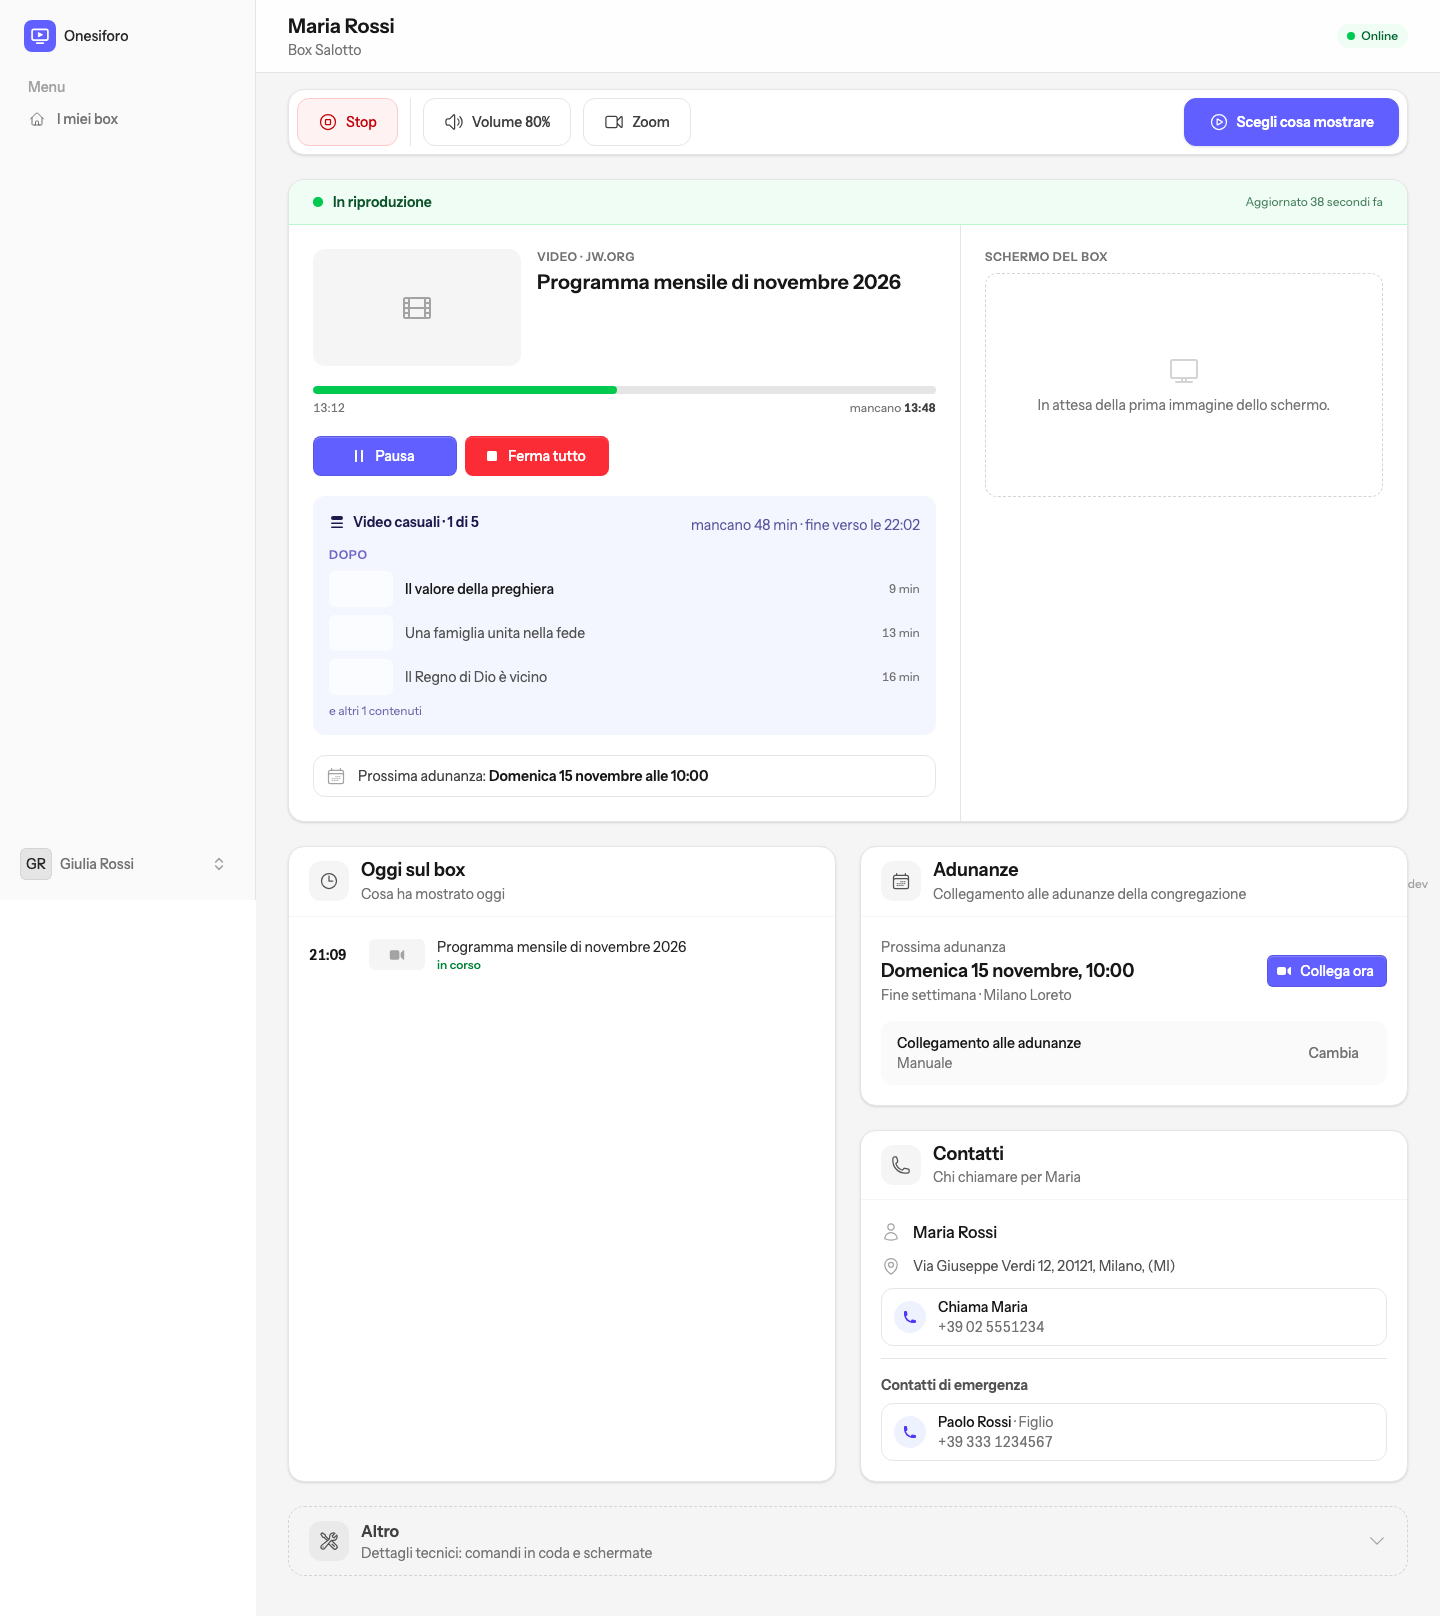 Onesiforo
Menu
I miei box
GR
Giulia Rossi
Maria Rossi
Box Salotto
Online
Stop
Volume 80%
Zoom
Scegli cosa mostrare
In riproduzione
Aggiornato 38 secondi fa
VIDEO · JW.ORG
Programma mensile di novembre 2026
13:12
mancano 13:48
Pausa
Ferma tutto
Video casuali · 1 di 5
mancano 48 min · fine verso le 22:02
DOPO
Il valore della preghiera
9 min
Una famiglia unita nella fede
13 min
Il Regno di Dio è vicino
16 min
e altri 1 contenuti
Prossima adunanza: Domenica 15 novembre alle 10:00
SCHERMO DEL BOX
In attesa della prima immagine dello schermo.
Oggi sul box
Cosa ha mostrato oggi
21:09
Programma mensile di novembre 2026
in corso
Adunanze
Collegamento alle adunanze della congregazione
dev
Prossima adunanza
Domenica 15 novembre, 10:00
Fine settimana · Milano Loreto
Collega ora
Collegamento alle adunanze
Manuale
Cambia
Contatti
Chi chiamare per Maria
Maria Rossi
Via Giuseppe Verdi 12, 20121, Milano, (MI)
Chiama Maria
+39 02 5551234
Contatti di emergenza
Paolo Rossi · Figlio
+39 333 1234567
Altro
Dettagli tecnici: comandi in coda e schermate